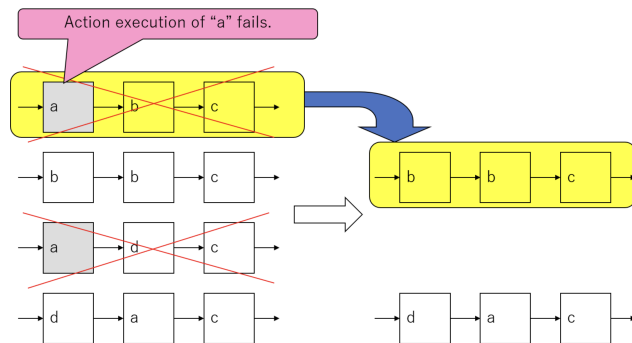 Action execution of “a” fails.
a b c
b b c
b b c
a d c
d a c
d a c